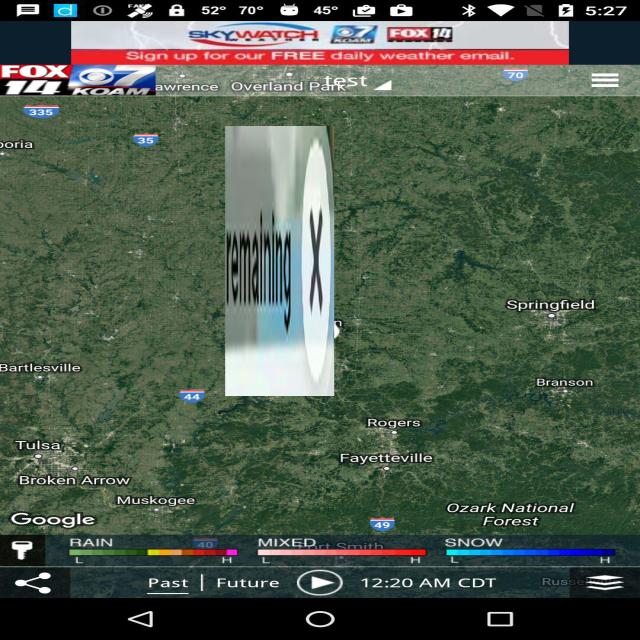 FAF 52° 70° 45° 5:27
SKYWATCH 7 KOAM FOX 14
Sign up for our FREE daily weather email.
FOX 14 7 KOAM
test
awrence Overland Park 70
335
35
poria
remaining X
n
Springfield
Bartlesville
44
Branson
Rogers
Tulsa
Fayetteville
Broken Arrow
Muskogee
Ozark National
Forest
Google
49
RAIN MIXED SNOW
40 Fort Smith
L H L H L H
Past | Future 12:20 AM CDT
Russe